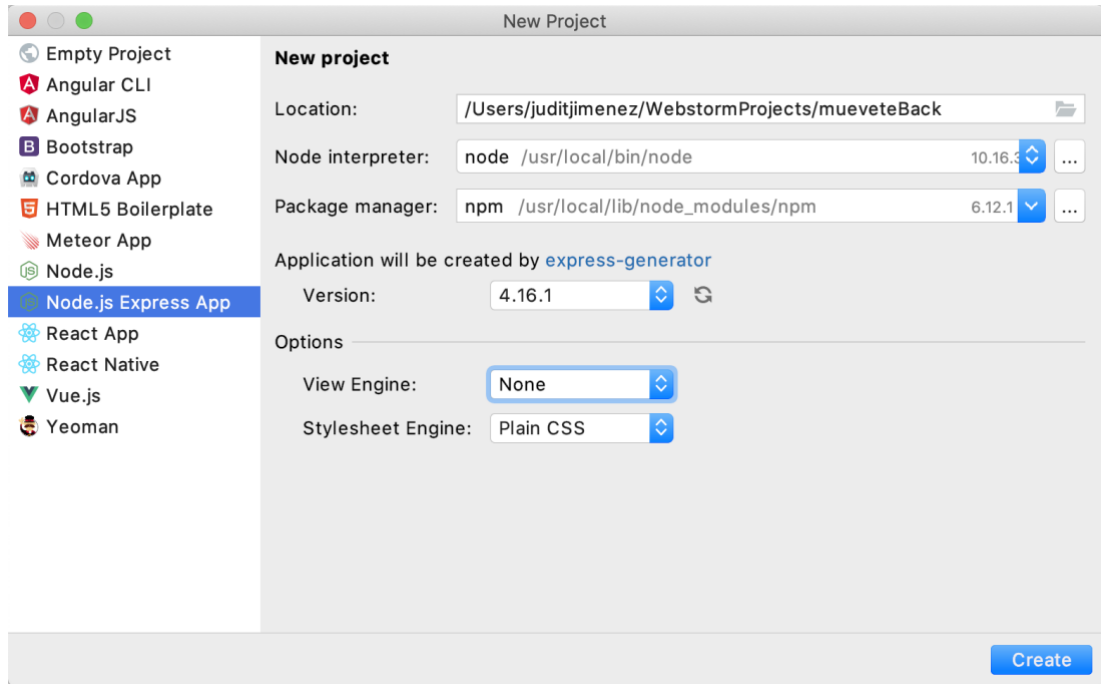 New Project
Empty Project
Angular CLI
AngularJS
Bootstrap
Cordova App
HTML5 Boilerplate
Meteor App
Node.js
Node.js Express App
React App
React Native
Vue.js
Yeoman
New project
Location: /Users/juditjimenez/WebstormProjects/mueveteBack
Node interpreter: node /usr/local/bin/node 10.16.3 ...
Package manager: npm /usr/local/lib/node_modules/npm 6.12.1 ...
Application will be created by express-generator
Version: 4.16.1
Options
View Engine: None
Stylesheet Engine: Plain CSS
Create